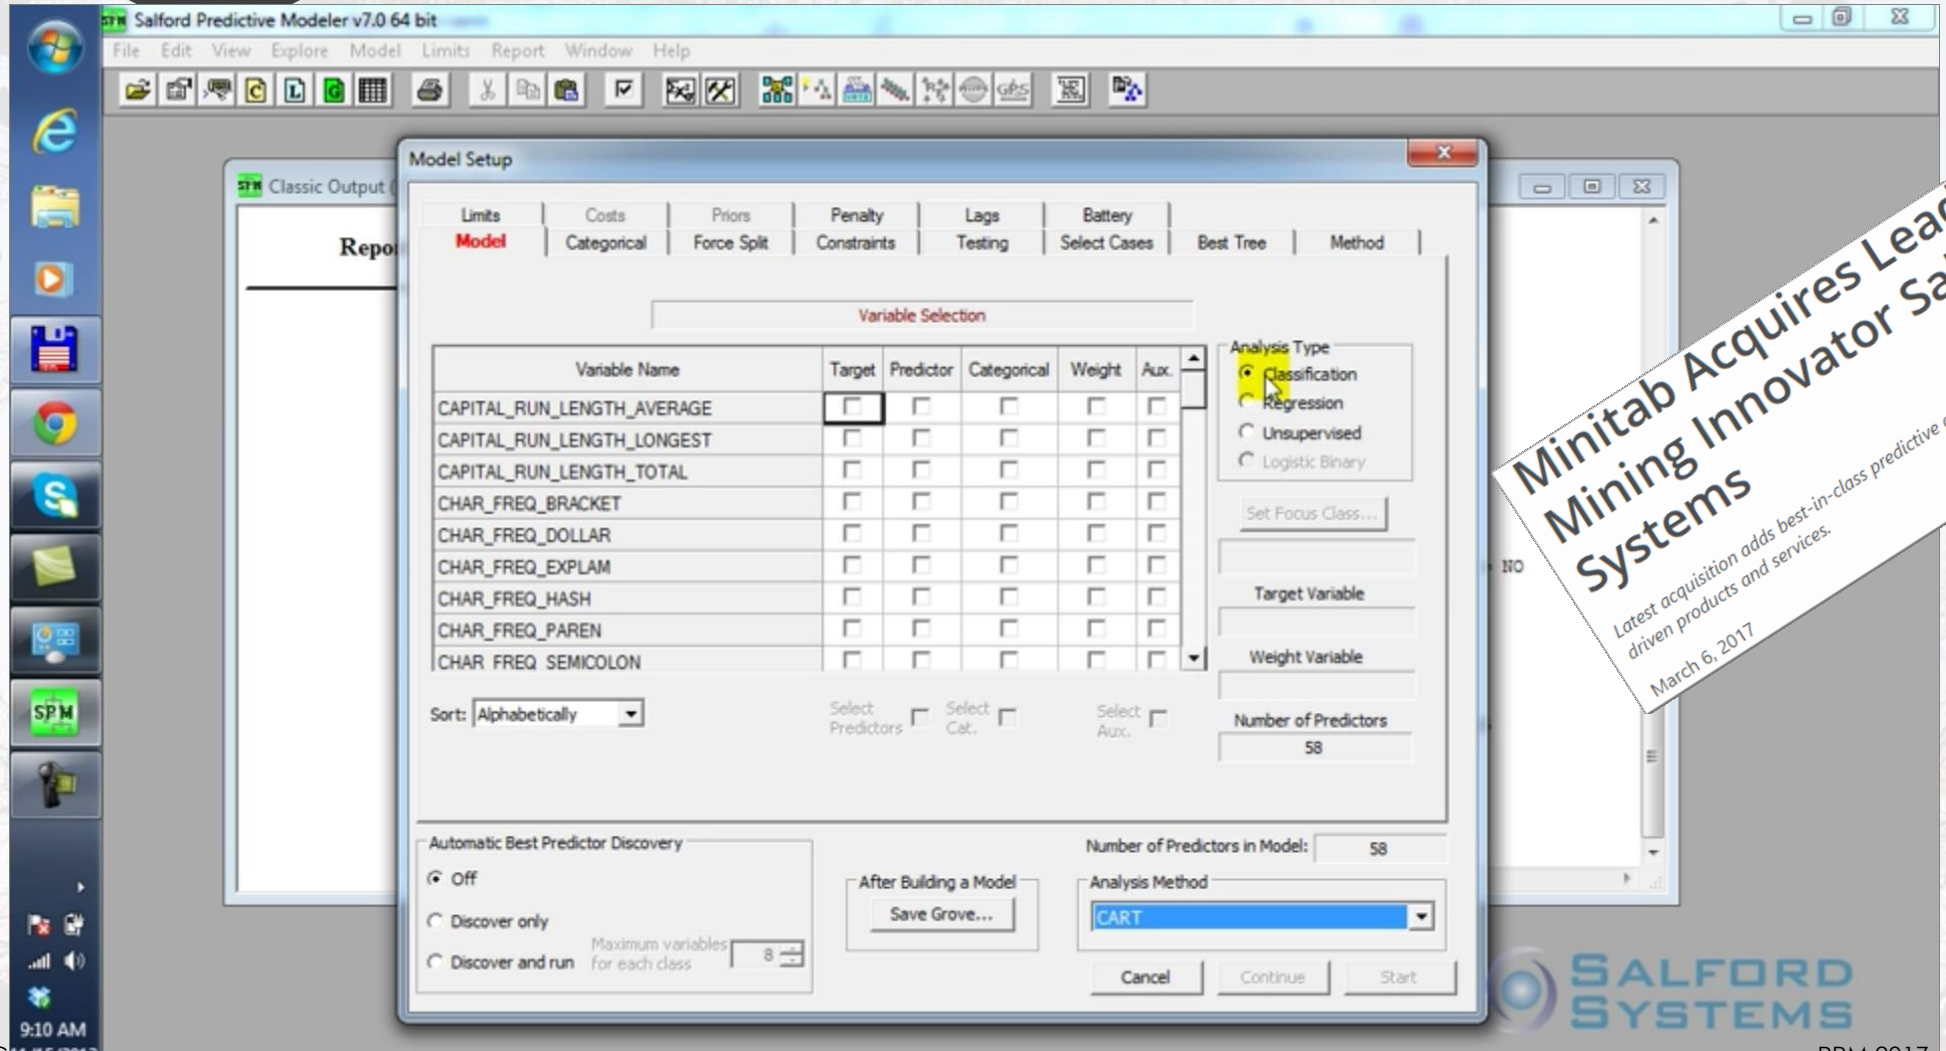 Salford Predictive Modeler v7.0 64 bit
File Edit View Explore Model Limits Report Window Help
Classic Output (
Repo
NO
Model Setup
Limits Costs Priors Penalty Lags Battery
Model Categorical Force Split Constraints Testing Select Cases Best Tree Method
Variable Selection
Variable Name Target Predictor Categorical Weight Aux.
CAPITAL_RUN_LENGTH_AVERAGE
CAPITAL_RUN_LENGTH_LONGEST
CAPITAL_RUN_LENGTH_TOTAL
CHAR_FREQ_BRACKET
CHAR_FREQ_DOLLAR
CHAR_FREQ_EXPLAM
CHAR_FREQ_HASH
CHAR_FREQ_PAREN
CHAR_FREQ_SEMICOLON
Analysis Type
Classification
Regression
Unsupervised
Logistic Binary
Set Focus Class...
Target Variable
Weight Variable
Number of Predictors
58
Sort: Alphabetically
Select Predictors
Select Cat.
Select Aux.
Automatic Best Predictor Discovery
Off
Discover only
Discover and run
Maximum variables
for each class 8
After Building a Model
Save Grove...
Number of Predictors in Model: 58
Analysis Method
CART
Cancel Continue Start
Minitab Acquires Lead
Mining Innovator Sa
Systems
Latest acquisition adds best-in-class predictive
driven products and services.
March 6, 2017
SALFORD
SYSTEMS
SPM
9:10 AM